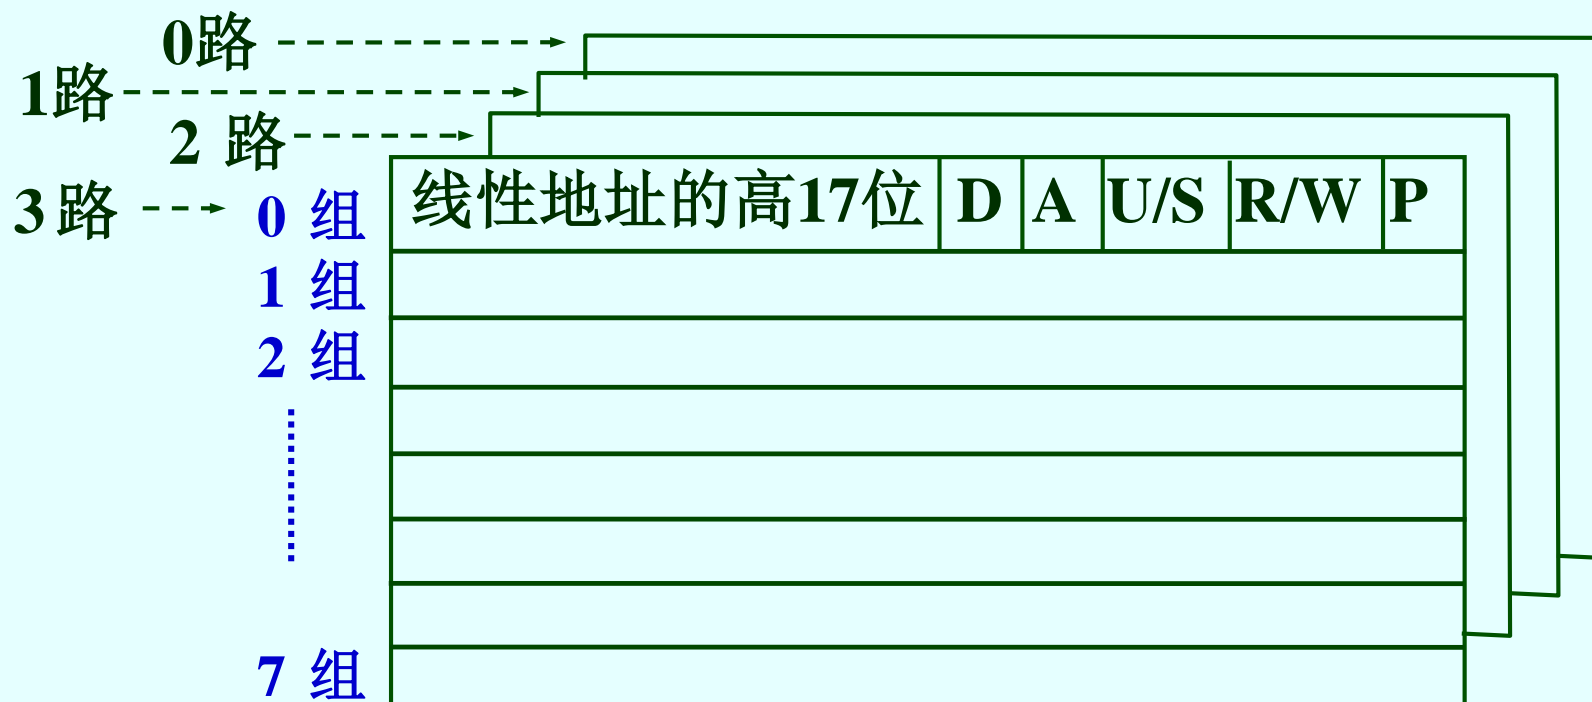 0路
1路
2 路
3 路
0 组 线性地址的高17位 D A U/S R/W P
1 组
2 组
7 组